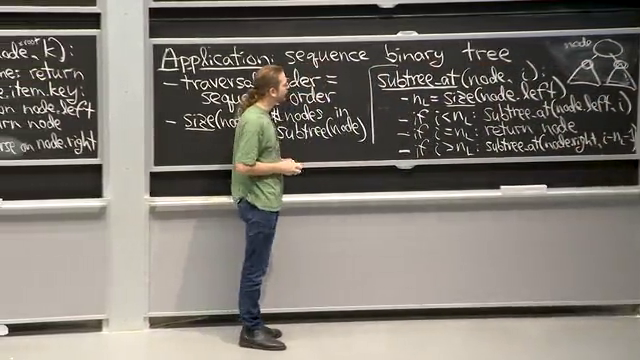 node, K):
me: return
e.item.key:
on node.left
rn node
rse on node.right
Application: sequence binary tree
- traversal order =
sequence order
- size(node) # nodes in
subtree(node)
subtree_at(node, i):
- nL = size(node.left)
- if i<nL: subtree_at(node.left, i)
- if i=nL: return node
- if i>nL: subtree_at(node.right, i-nL-1)
node